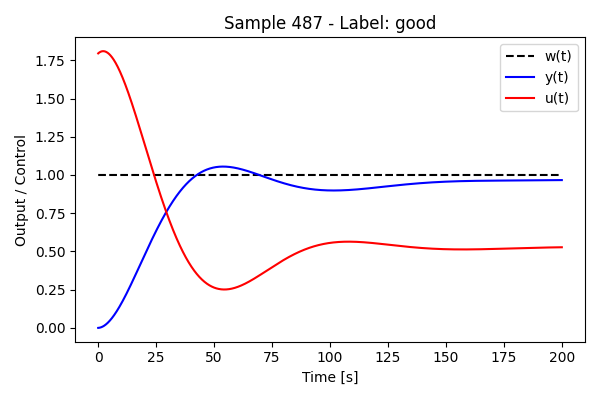 Sample 487 - Label: good
w(t)
y(t)
u(t)
Output / Control
1.75
1.50
1.25
1.00
0.75
0.50
0.25
0.00
0 25 50 75 100 125 150 175 200
Time [s]